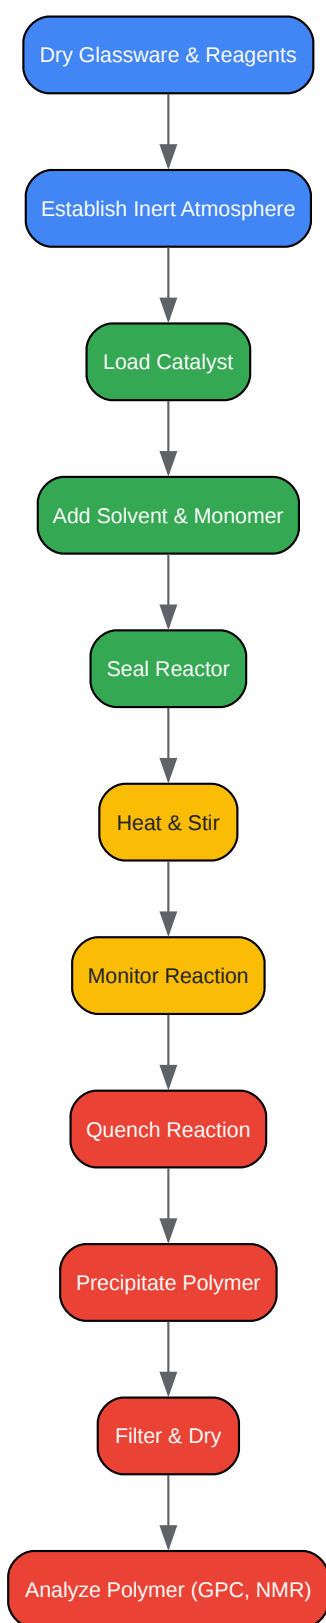 Dry Glassware & Reagents
Establish Inert Atmosphere
Load Catalyst
Add Solvent & Monomer
Seal Reactor
Heat & Stir
Monitor Reaction
Quench Reaction
Precipitate Polymer
Filter & Dry
Analyze Polymer (GPC, NMR)